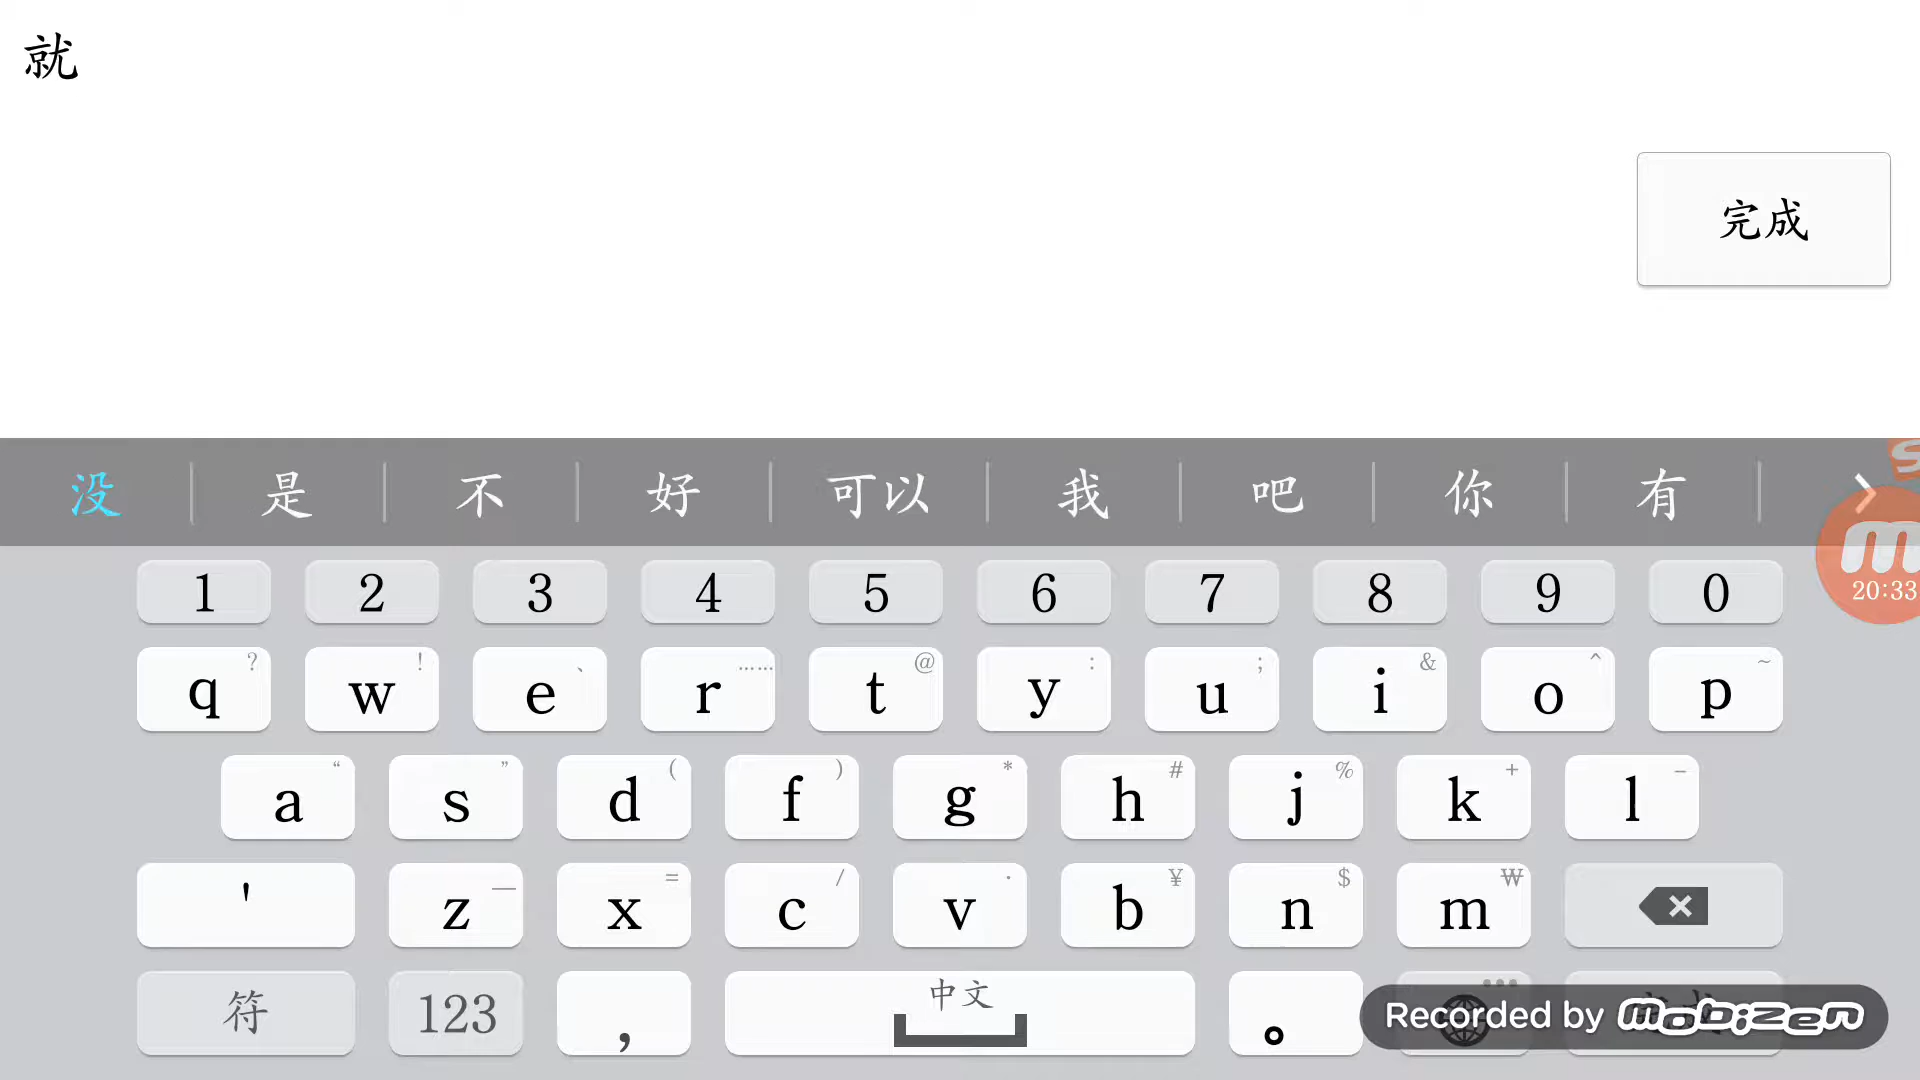 就
完成
没 是 不 好 可以 我 吧 你 有
20:33
1 2 3 4 5 6 7 8 9 0
? ! 、 …… @ : ; & ^ ~
q w e r t y u i o p
“ ” ( ) * # % + −
a s d f g h j k l
— = / · ¥ $ ₩
' z x c v b n m
符 123 , 中文 。
Recorded by mobizen